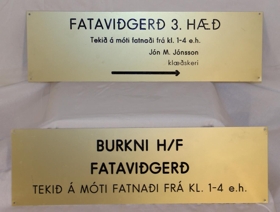 FATAVIÐGERÐ 3. HÆÐ
Tekið á móti fatnaði frá kl. 1-4 e.h.
Jón M. Jónsson
klæðskeri
BURKNI H/F
FATAVIÐGERÐ
TEKIÐ Á MÓTI FATNAÐI FRÁ KL. 1-4 e.h.